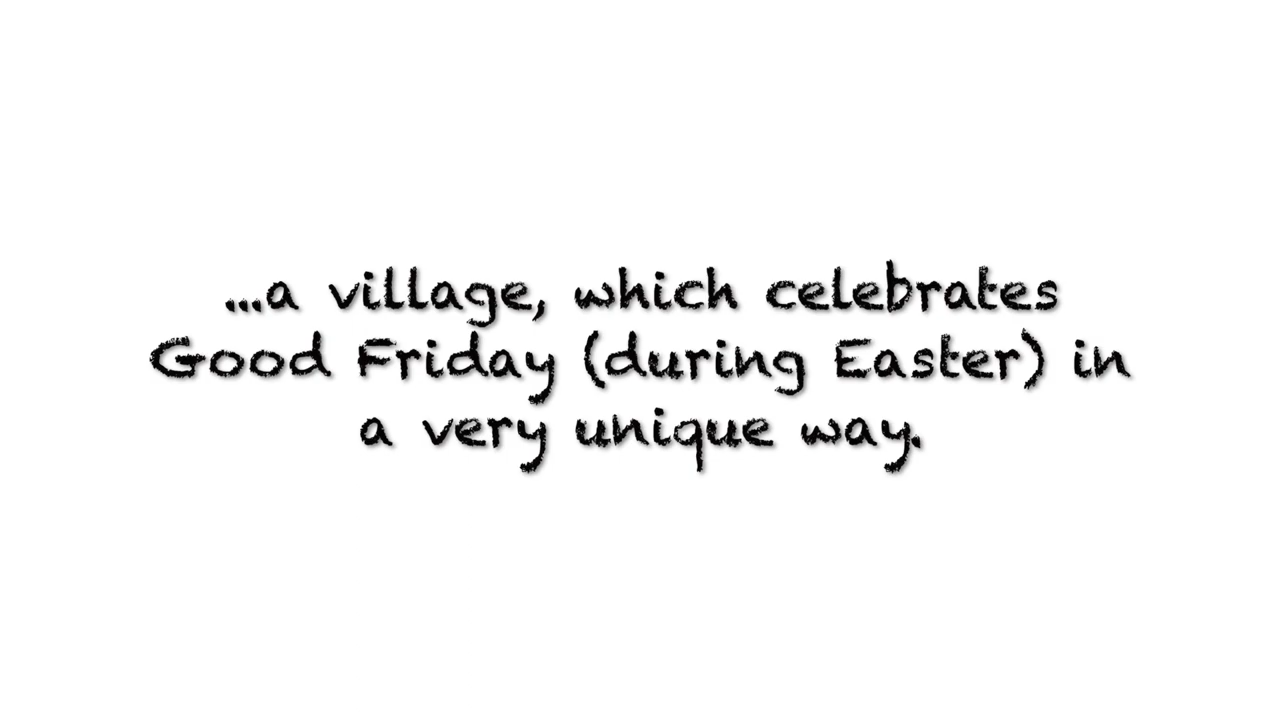 ...a village, which celebrates
Good Friday (during Easter) in
a very unique way.